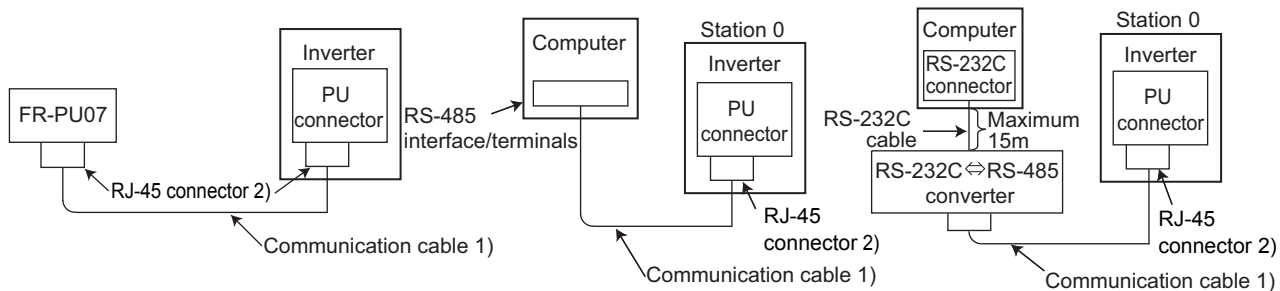 FR-PU07
Inverter
PU
connector
RJ-45 connector 2)
Communication cable 1)
Computer
RS-485
interface/terminals
Station 0
Inverter
PU
connector
RJ-45
connector 2)
Communication cable 1)
Computer
RS-232C
connector
RS-232C
cable
Maximum
15m
RS-232C ⇔ RS-485
converter
Station 0
Inverter
PU
connector
RJ-45
connector 2)
Communication cable 1)